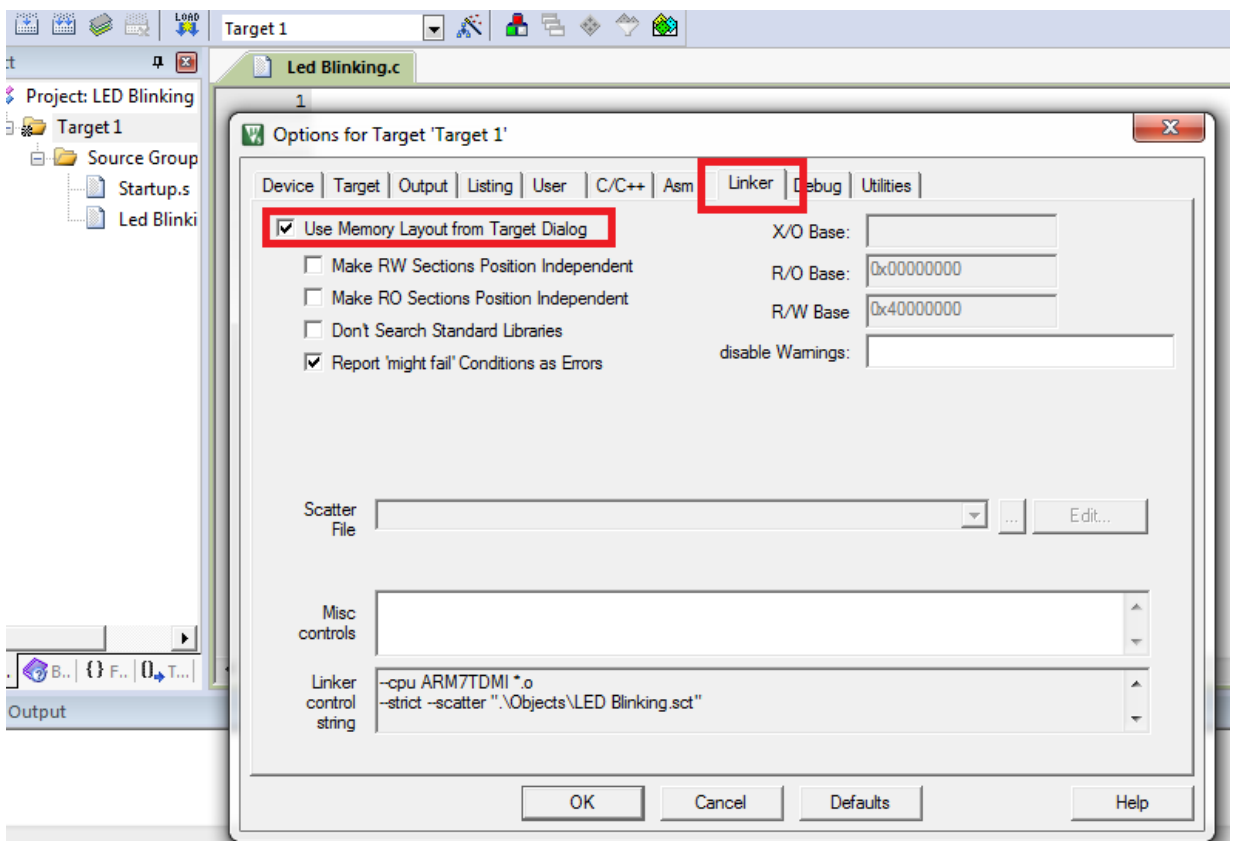 LOAD
Target 1
Led Blinking.c
Project: LED Blinking
1
Target 1
Source Group
Startup.s
Led Blinki
Options for Target 'Target 1'
Device Target Output Listing User C/C++ Asm Linker Debug Utilities
Use Memory Layout from Target Dialog
Make RW Sections Position Independent
Make RO Sections Position Independent
Don't Search Standard Libraries
Report 'might fail' Conditions as Errors
X/O Base:
R/O Base: 0x00000000
R/W Base 0x40000000
disable Warnings:
Scatter
File
... Edit...
Misc
controls
Linker
control
string
--cpu ARM7TDMI *.o
--strict --scatter ".\Objects\LED Blinking.sct"
B... {} F... 0 T...
Output
OK Cancel Defaults Help